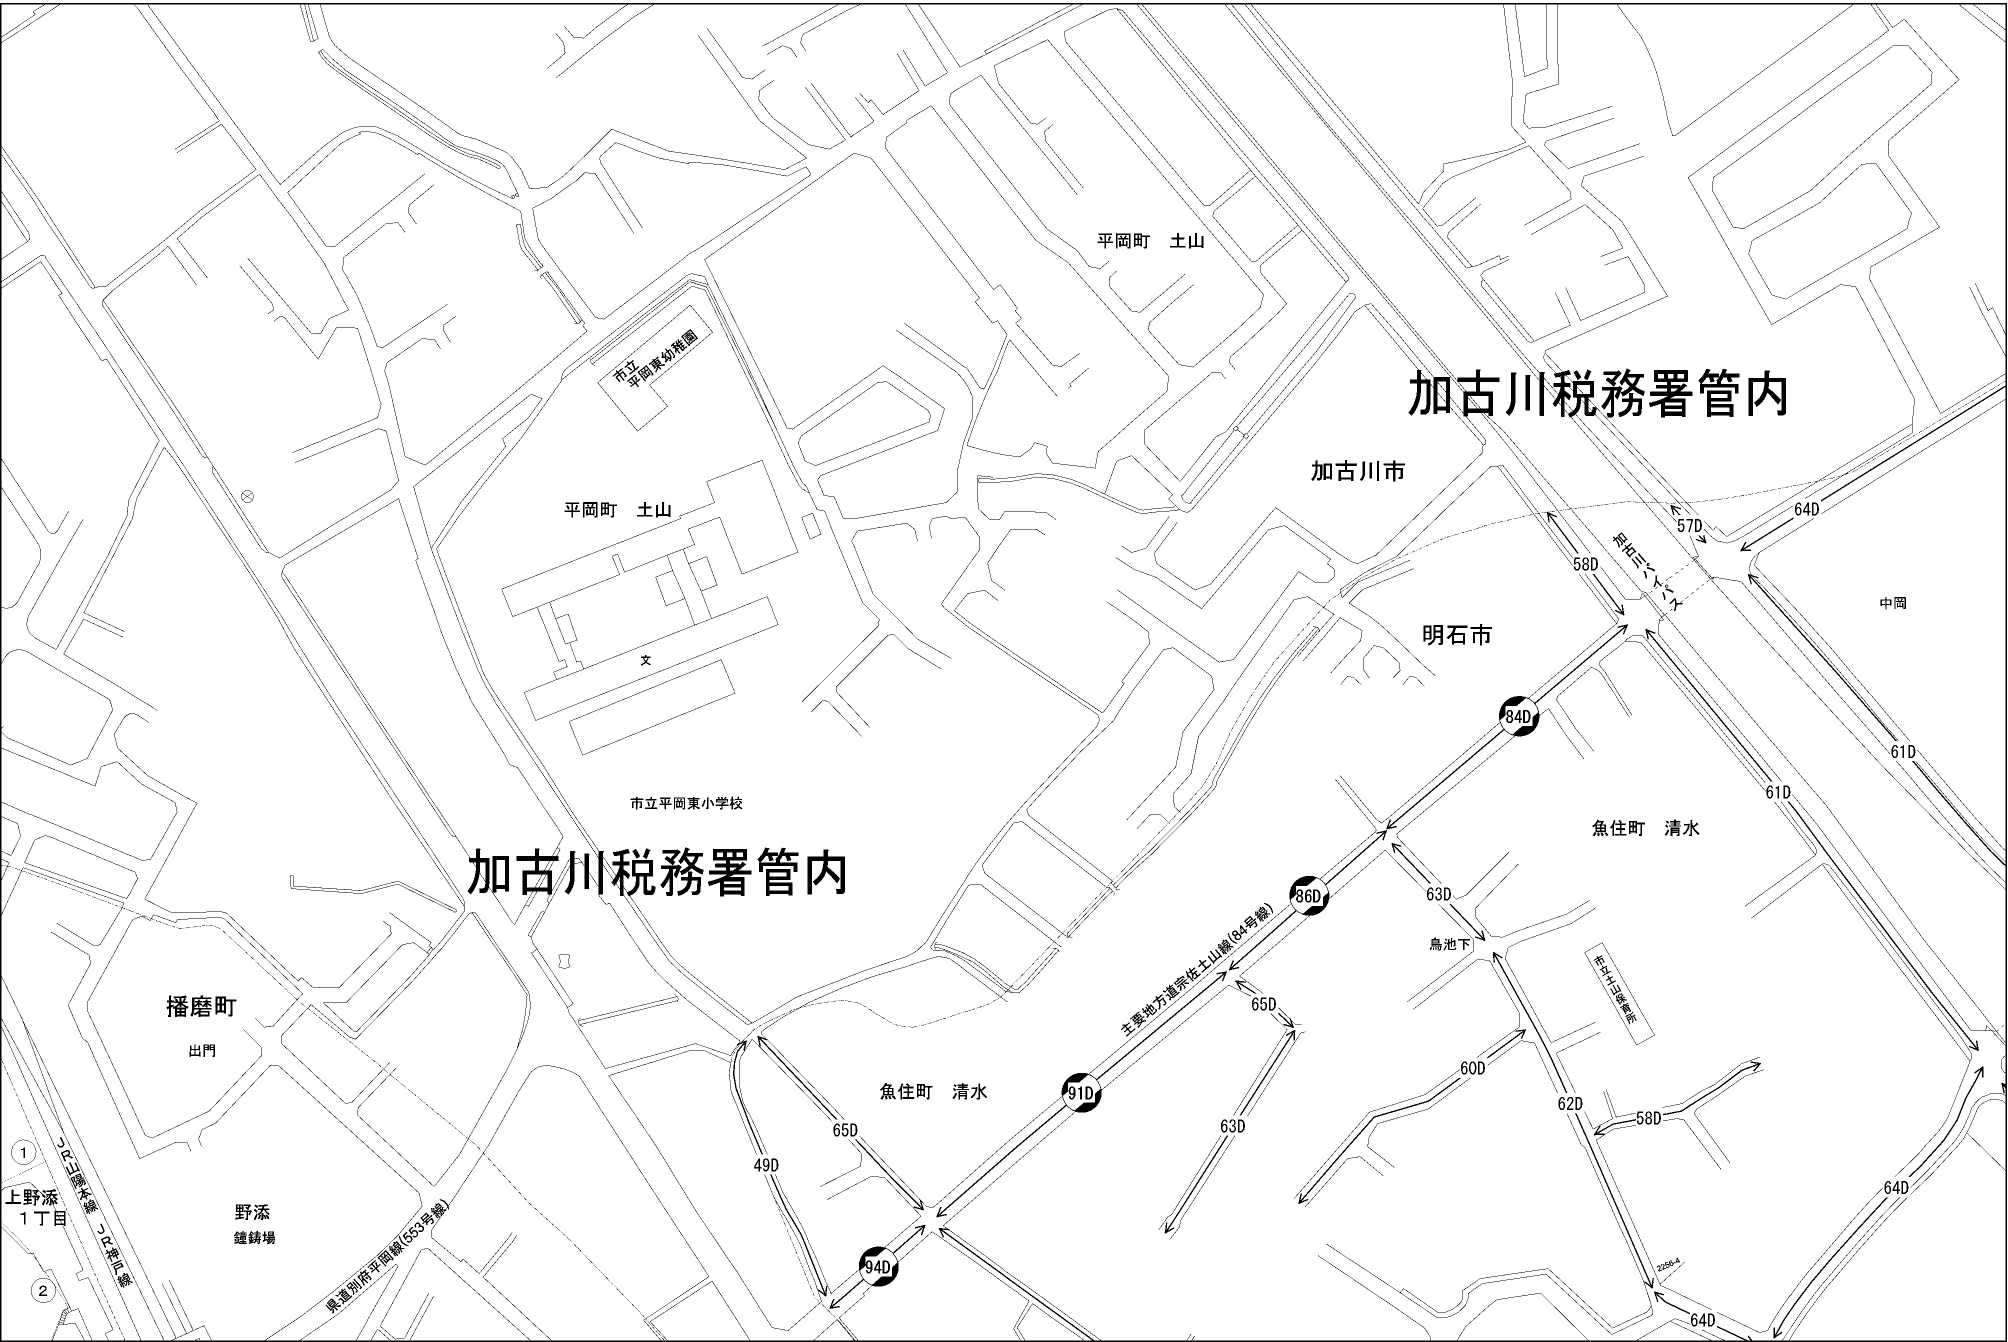 平岡町　土山
市立
平岡東幼稚園
加古川税務署管内
加古川市
平岡町　土山
57D
64D
58D
加古川バイパス
中岡
明石市
文
84D
61D
61D
市立平岡東小学校
魚住町　清水
加古川税務署管内
86D
63D
主要地方道宗佐土山線(84号線)
鳥池下
市立土山保育所
播磨町
出門
65D
91D
魚住町　清水
60D
62D
58D
65D
63D
49D
64D
1
JR山陽本線　JR神戸線
上野添
1丁目
野添
鐘鋳場
県道別府平岡線(553号線)
94D
2256-4
2
64D